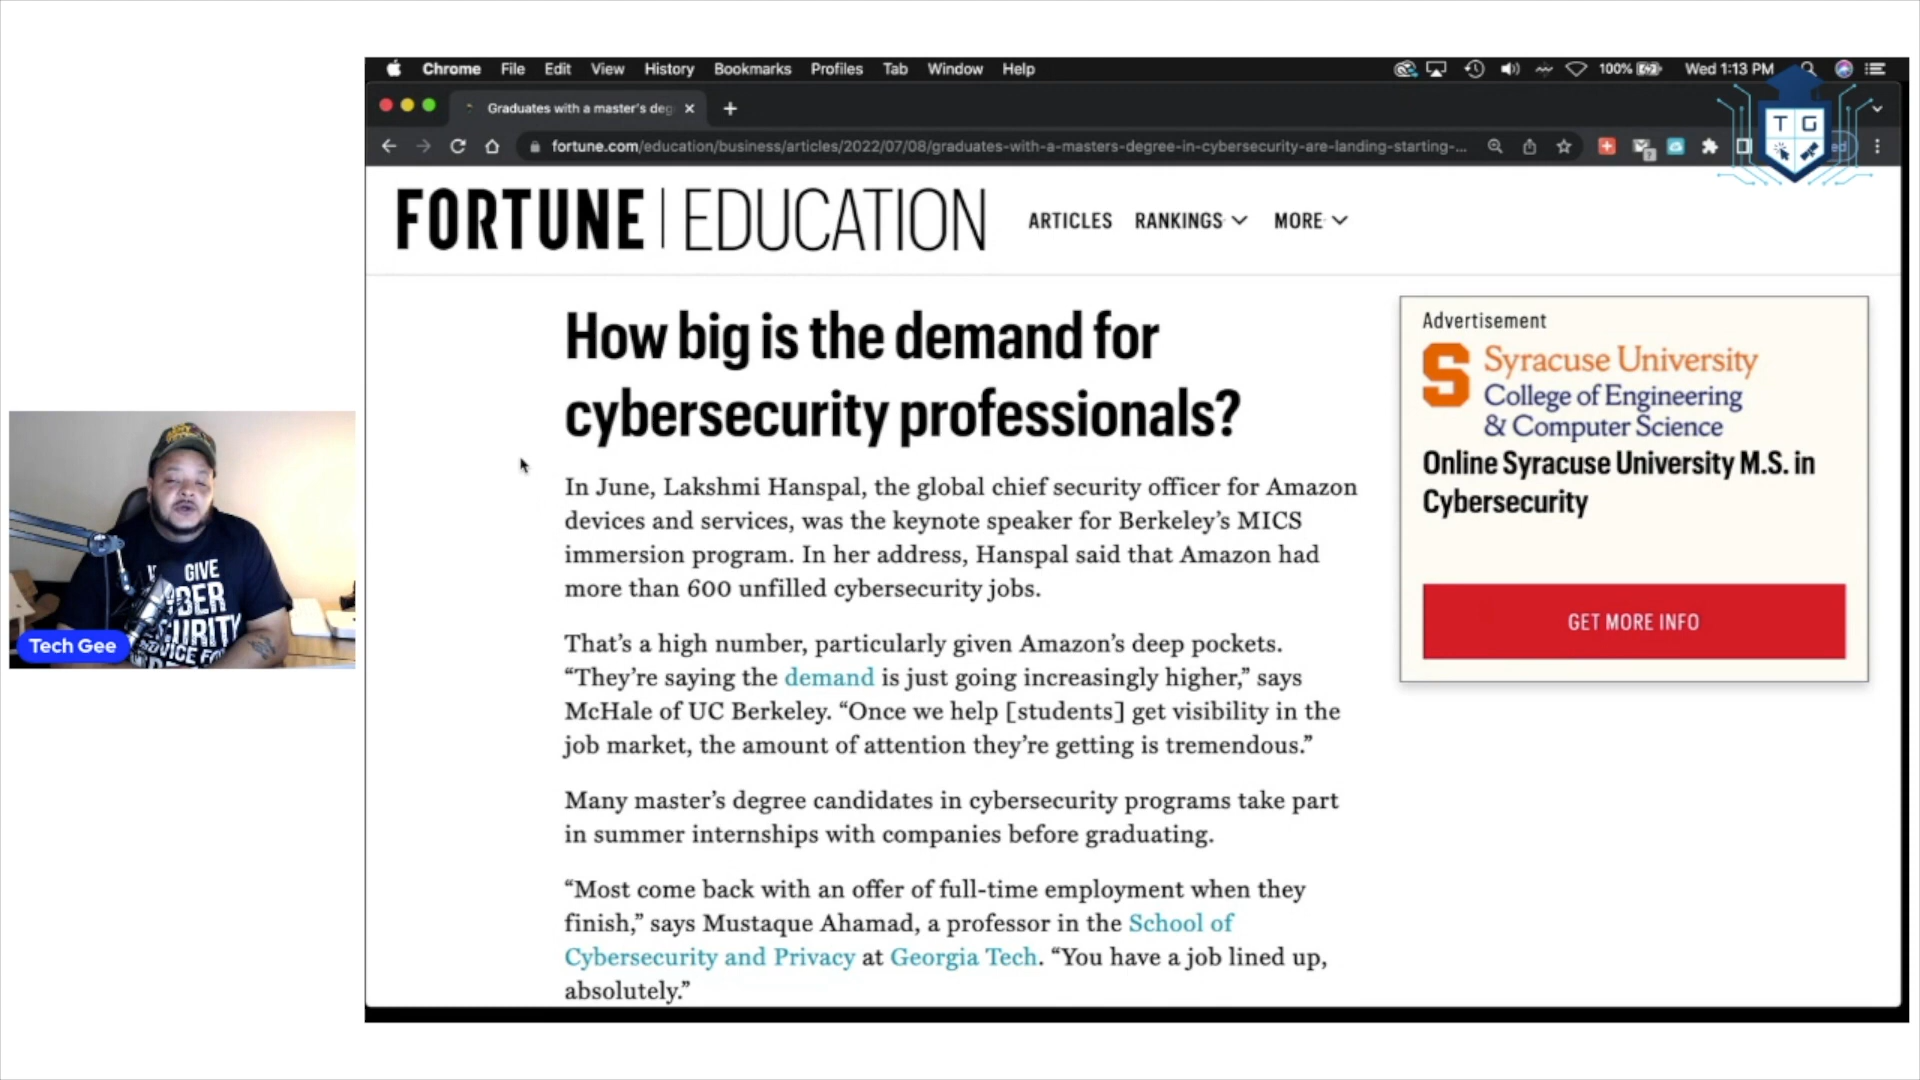 Chrome File Edit View History Bookmarks Profiles Tab Window Help
100% Wed 1:13 PM
Graduates with a master's deg
fortune.com/education/business/articles/2022/07/08/graduates-with-a-masters-degree-in-cybersecurity-are-landing-starting-...
T G
FORTUNE | EDUCATION
ARTICLES RANKINGS MORE
How big is the demand for
cybersecurity professionals?
In June, Lakshmi Hanspal, the global chief security officer for Amazon
devices and services, was the keynote speaker for Berkeley’s MICS
immersion program. In her address, Hanspal said that Amazon had
more than 600 unfilled cybersecurity jobs.
That’s a high number, particularly given Amazon’s deep pockets.
“They’re saying the demand is just going increasingly higher,” says
McHale of UC Berkeley. “Once we help [students] get visibility in the
job market, the amount of attention they’re getting is tremendous.”
Many master’s degree candidates in cybersecurity programs take part
in summer internships with companies before graduating.
“Most come back with an offer of full-time employment when they
finish,” says Mustaque Ahamad, a professor in the School of
Cybersecurity and Privacy at Georgia Tech. “You have a job lined up,
absolutely.”
Advertisement
S Syracuse University
College of Engineering
& Computer Science
Online Syracuse University M.S. in
Cybersecurity
GET MORE INFO
GIVE
Tech Gee